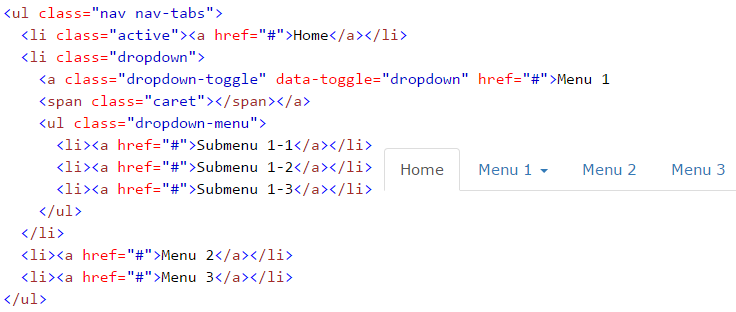 <ul class="nav nav-tabs">
  <li class="active"><a href="#">Home</a></li>
  <li class="dropdown">
    <a class="dropdown-toggle" data-toggle="dropdown" href="#">Menu 1
    <span class="caret"></span></a>
    <ul class="dropdown-menu">
      <li><a href="#">Submenu 1-1</a></li>
      <li><a href="#">Submenu 1-2</a></li>
      <li><a href="#">Submenu 1-3</a></li>
    </ul>
  </li>
  <li><a href="#">Menu 2</a></li>
  <li><a href="#">Menu 3</a></li>
</ul>
Home Menu 1 Menu 2 Menu 3